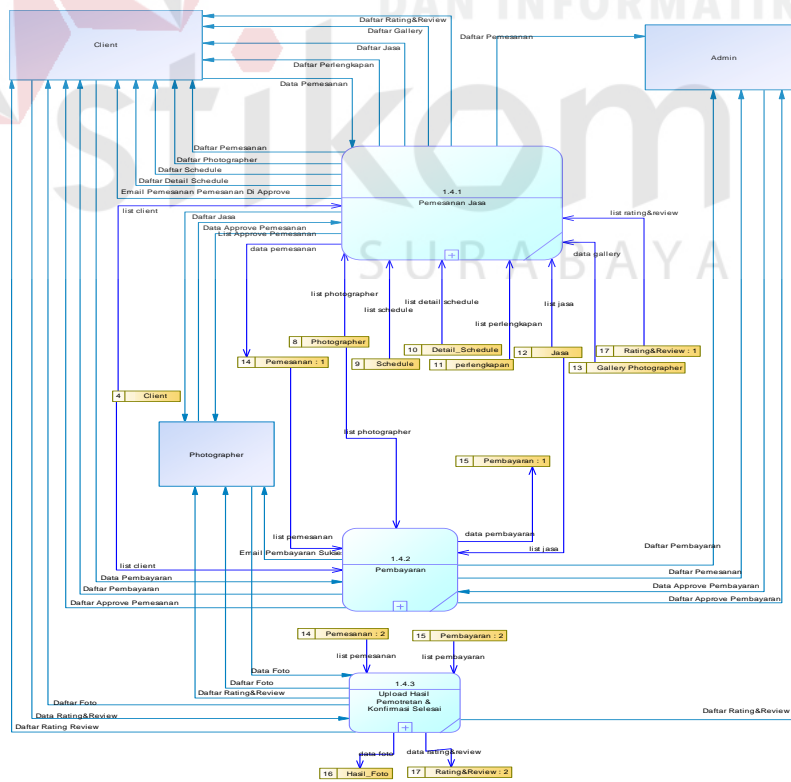 DAN INFORMATIK
stikom
SURABAYA
Client
Admin
Daftar Rating&Review
Daftar Gallery
Daftar Jasa
Daftar Perlengkapan
Data Pemesanan
Daftar Pemesanan
Daftar Pemesanan
Daftar Photographer
Daftar Schedule
Daftar Detail Schedule
Email Pemesanan Pemesanan Di Approve
list client
Daftar Jasa
Data Approve Pemesanan
List Approve Pemesanan
data pemesanan
1.4.1
Pemesanan Jasa
list rating&review
data gallery
list photographer
list schedule
list detail schedule
list perlengkapan
list jasa
8 Photographer
14 Pemesanan : 1
9 Schedule
10 Detail_Schedule
11 perlengkapan
12 Jasa
17 Rating&Review : 1
13 Gallery Photographer
4 Client
Photographer
list photographer
15 Pembayaran : 1
list pemesanan
data pembayaran
list jasa
Email Pembayaran Sukse
list client
1.4.2
Pembayaran
Data Pembayaran
Daftar Pembayaran
Daftar Approve Pemesanan
Daftar Pembayaran
Daftar Pemesanan
Data Approve Pembayaran
Daftar Approve Pembayaran
14 Pemesanan : 2
15 Pembayaran : 2
list pemesanan
list pembayaran
Data Foto
Daftar Foto
Daftar Rating&Review
Daftar Foto
Data Rating&Review
Daftar Rating Review
1.4.3
Upload Hasil
Pemotretan &
Konfirmasi Selesai
Daftar Rating&Review
data foto
data rating&review
16 Hasil_Foto
17 Rating&Review : 2